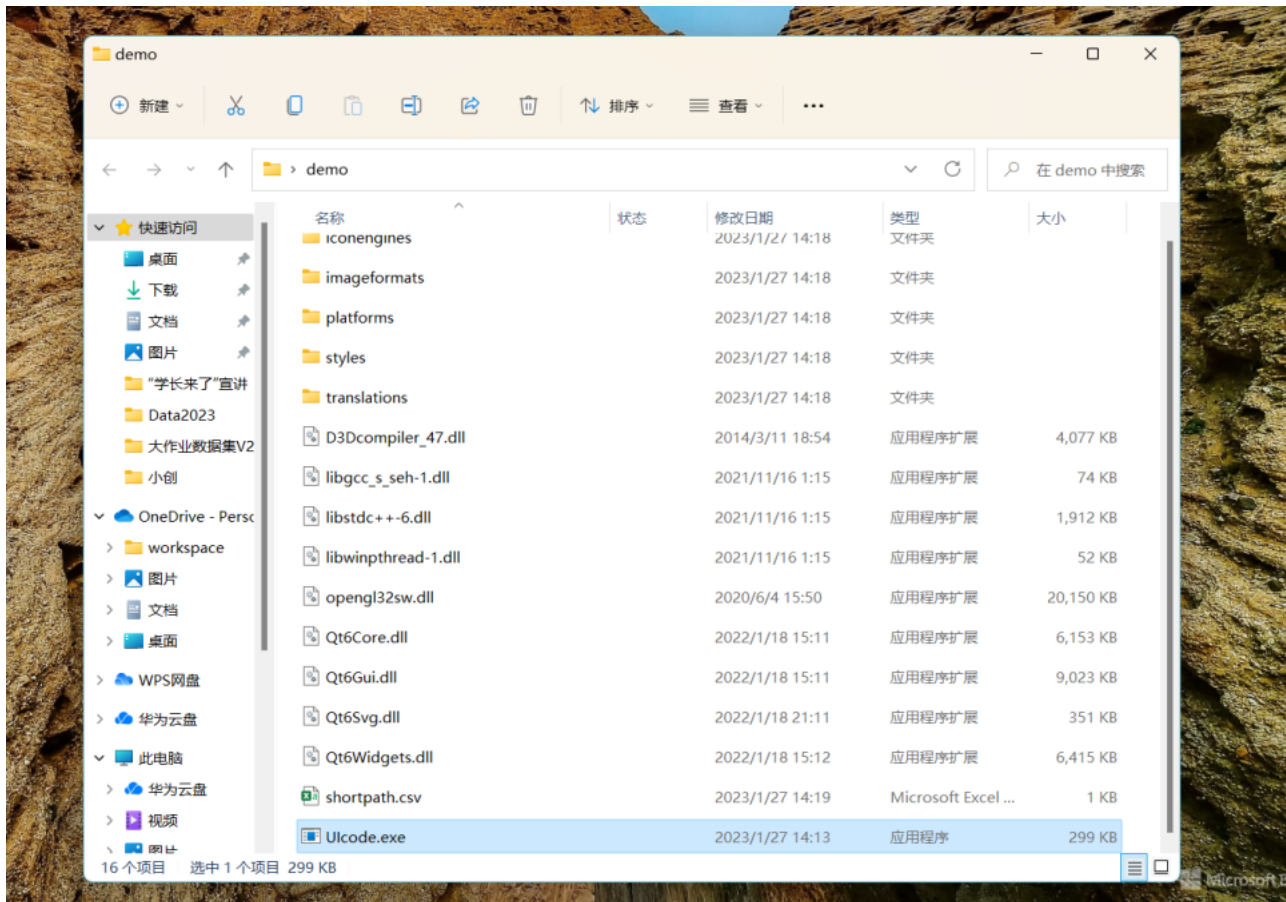 demo
新建
排序
查看
demo
在 demo 中搜索
名称 状态 修改日期 类型 大小
iconengines 2023/1/27 14:18 文件夹
imageformats 2023/1/27 14:18 文件夹
platforms 2023/1/27 14:18 文件夹
styles 2023/1/27 14:18 文件夹
translations 2023/1/27 14:18 文件夹
D3Dcompiler_47.dll 2014/3/11 18:54 应用程序扩展 4,077 KB
libgcc_s_seh-1.dll 2021/11/16 1:15 应用程序扩展 74 KB
libstdc++-6.dll 2021/11/16 1:15 应用程序扩展 1,912 KB
libwinpthread-1.dll 2021/11/16 1:15 应用程序扩展 52 KB
opengl32sw.dll 2020/6/4 15:50 应用程序扩展 20,150 KB
Qt6Core.dll 2022/1/18 15:11 应用程序扩展 6,153 KB
Qt6Gui.dll 2022/1/18 15:11 应用程序扩展 9,023 KB
Qt6Svg.dll 2022/1/18 21:11 应用程序扩展 351 KB
Qt6Widgets.dll 2022/1/18 15:12 应用程序扩展 6,415 KB
shortpath.csv 2023/1/27 14:19 Microsoft Excel ... 1 KB
UIcode.exe 2023/1/27 14:13 应用程序 299 KB
快速访问
桌面
下载
文档
图片
“学长来了”宣讲
Data2023
大作业数据集V2
小创
OneDrive - Persc
workspace
图片
文档
桌面
WPS网盘
华为云盘
此电脑
华为云盘
视频
图片
16 个项目 选中 1 个项目 299 KB
Microsoft